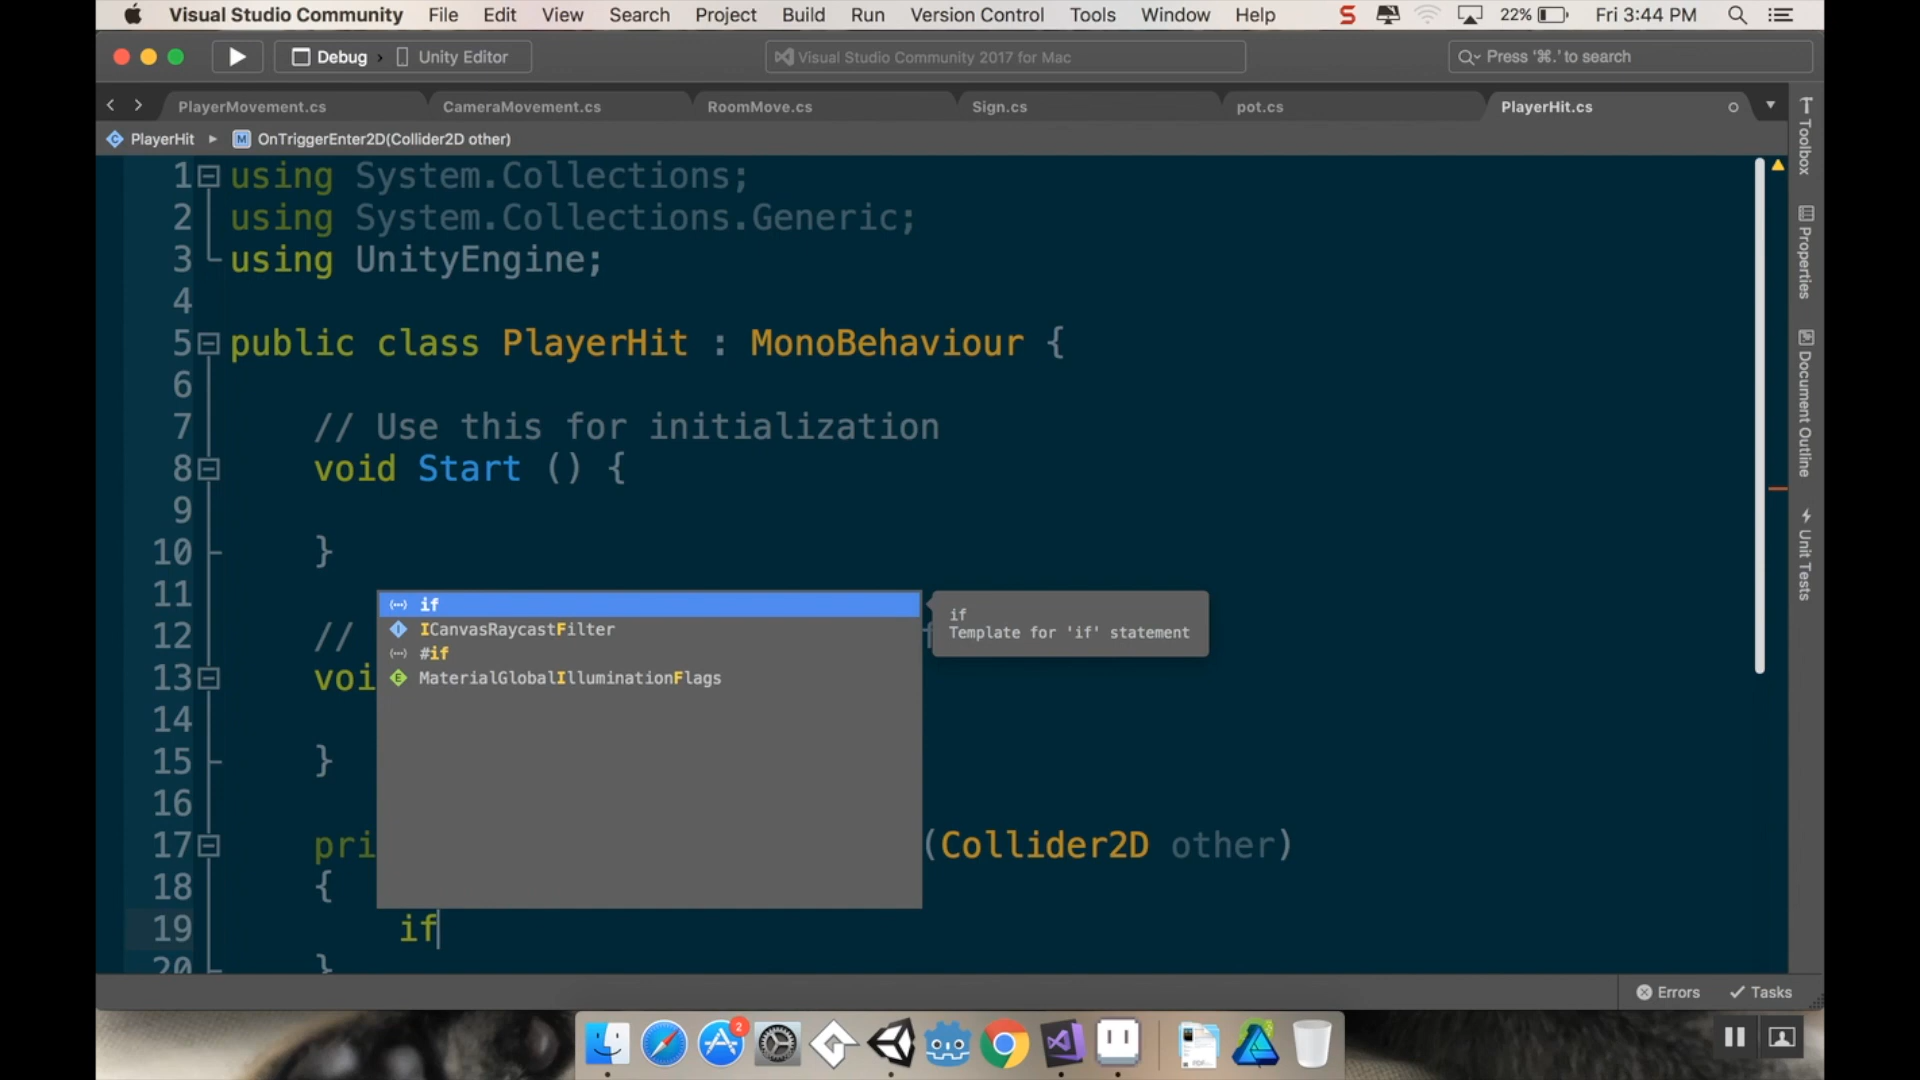 Visual Studio Community File Edit View Search Project Build Run Version Control Tools Window Help S 22% Fri 3:44 PM
Debug > Unity Editor Visual Studio Community 2017 for Mac Press '⌘.' to search
PlayerMovement.cs CameraMovement.cs RoomMove.cs Sign.cs pot.cs PlayerHit.cs
PlayerHit M OnTriggerEnter2D(Collider2D other)
1 using System.Collections;
2 using System.Collections.Generic;
3 using UnityEngine;
4
5 public class PlayerHit : MonoBehaviour {
6
7 // Use this for initialization
8 void Start () {
9
10 }
11
12 //
13 voi
14
15 }
16
17 pri (Collider2D other)
18 {
19 if
20 }
if
ICanvasRaycastFilter
#if
MaterialGlobalIlluminationFlags
if
Template for 'if' statement
Toolbox
Properties
Document Outline
Unit Tests
Errors Tasks
2
PDF